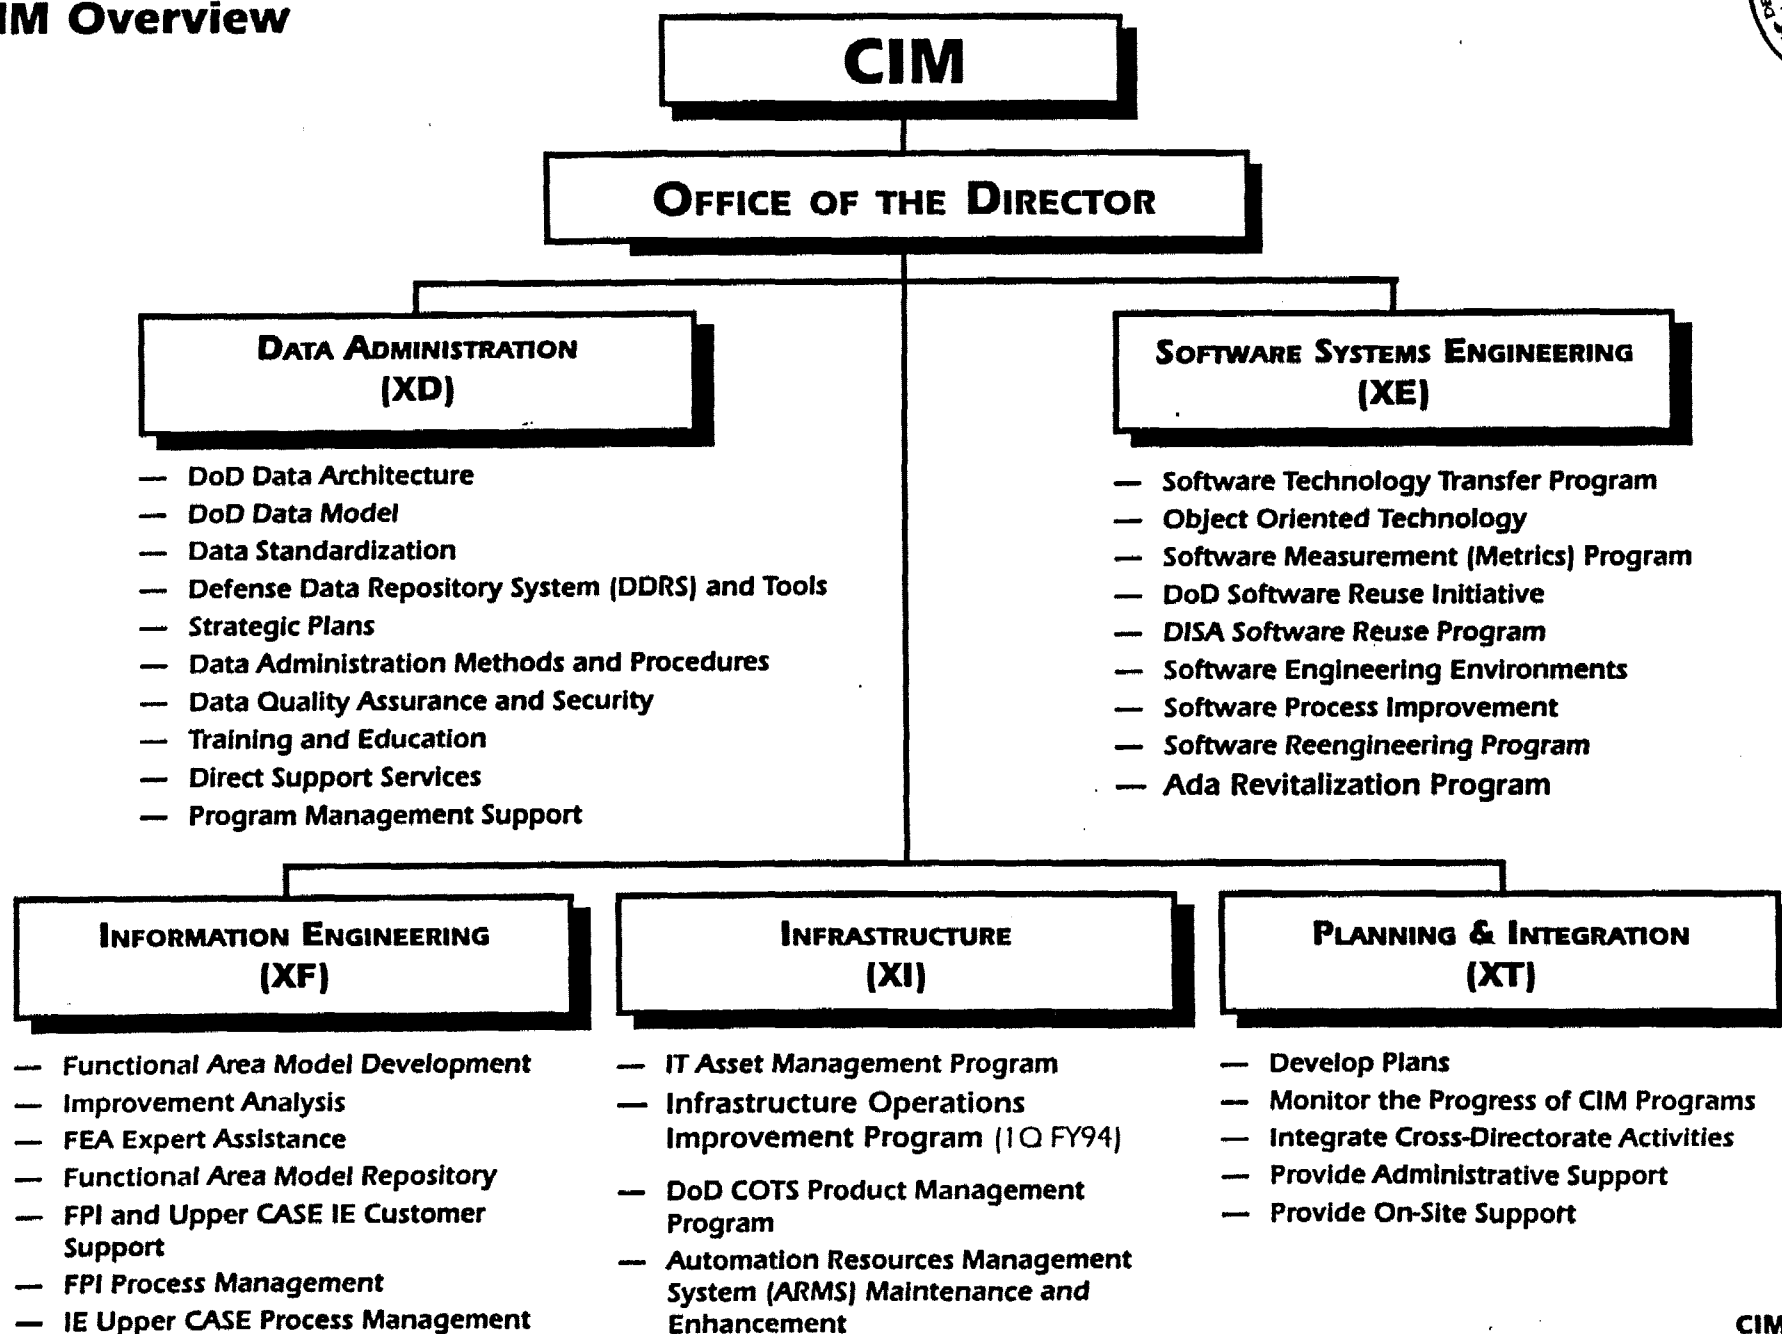 IM Overview
CIM
OFFICE OF THE DIRECTOR
DATA ADMINISTRATION
(XD)
— DoD Data Architecture
— DoD Data Model
— Data Standardization
— Defense Data Repository System (DDRS) and Tools
— Strategic Plans
— Data Administration Methods and Procedures
— Data Quality Assurance and Security
— Training and Education
— Direct Support Services
— Program Management Support
SOFTWARE SYSTEMS ENGINEERING
(XE)
— Software Technology Transfer Program
— Object Oriented Technology
— Software Measurement (Metrics) Program
— DoD Software Reuse Initiative
— DISA Software Reuse Program
— Software Engineering Environments
— Software Process Improvement
— Software Reengineering Program
— Ada Revitalization Program
INFORMATION ENGINEERING
(XF)
— Functional Area Model Development
— Improvement Analysis
— FEA Expert Assistance
— Functional Area Model Repository
— FPI and Upper CASE IE Customer
Support
— FPI Process Management
— IE Upper CASE Process Management
INFRASTRUCTURE
(XI)
— IT Asset Management Program
— Infrastructure Operations
Improvement Program (1Q FY94)
— DoD COTS Product Management
Program
— Automation Resources Management
System (ARMS) Maintenance and
Enhancement
PLANNING & INTEGRATION
(XT)
— Develop Plans
— Monitor the Progress of CIM Programs
— Integrate Cross-Directorate Activities
— Provide Administrative Support
— Provide On-Site Support
CIM